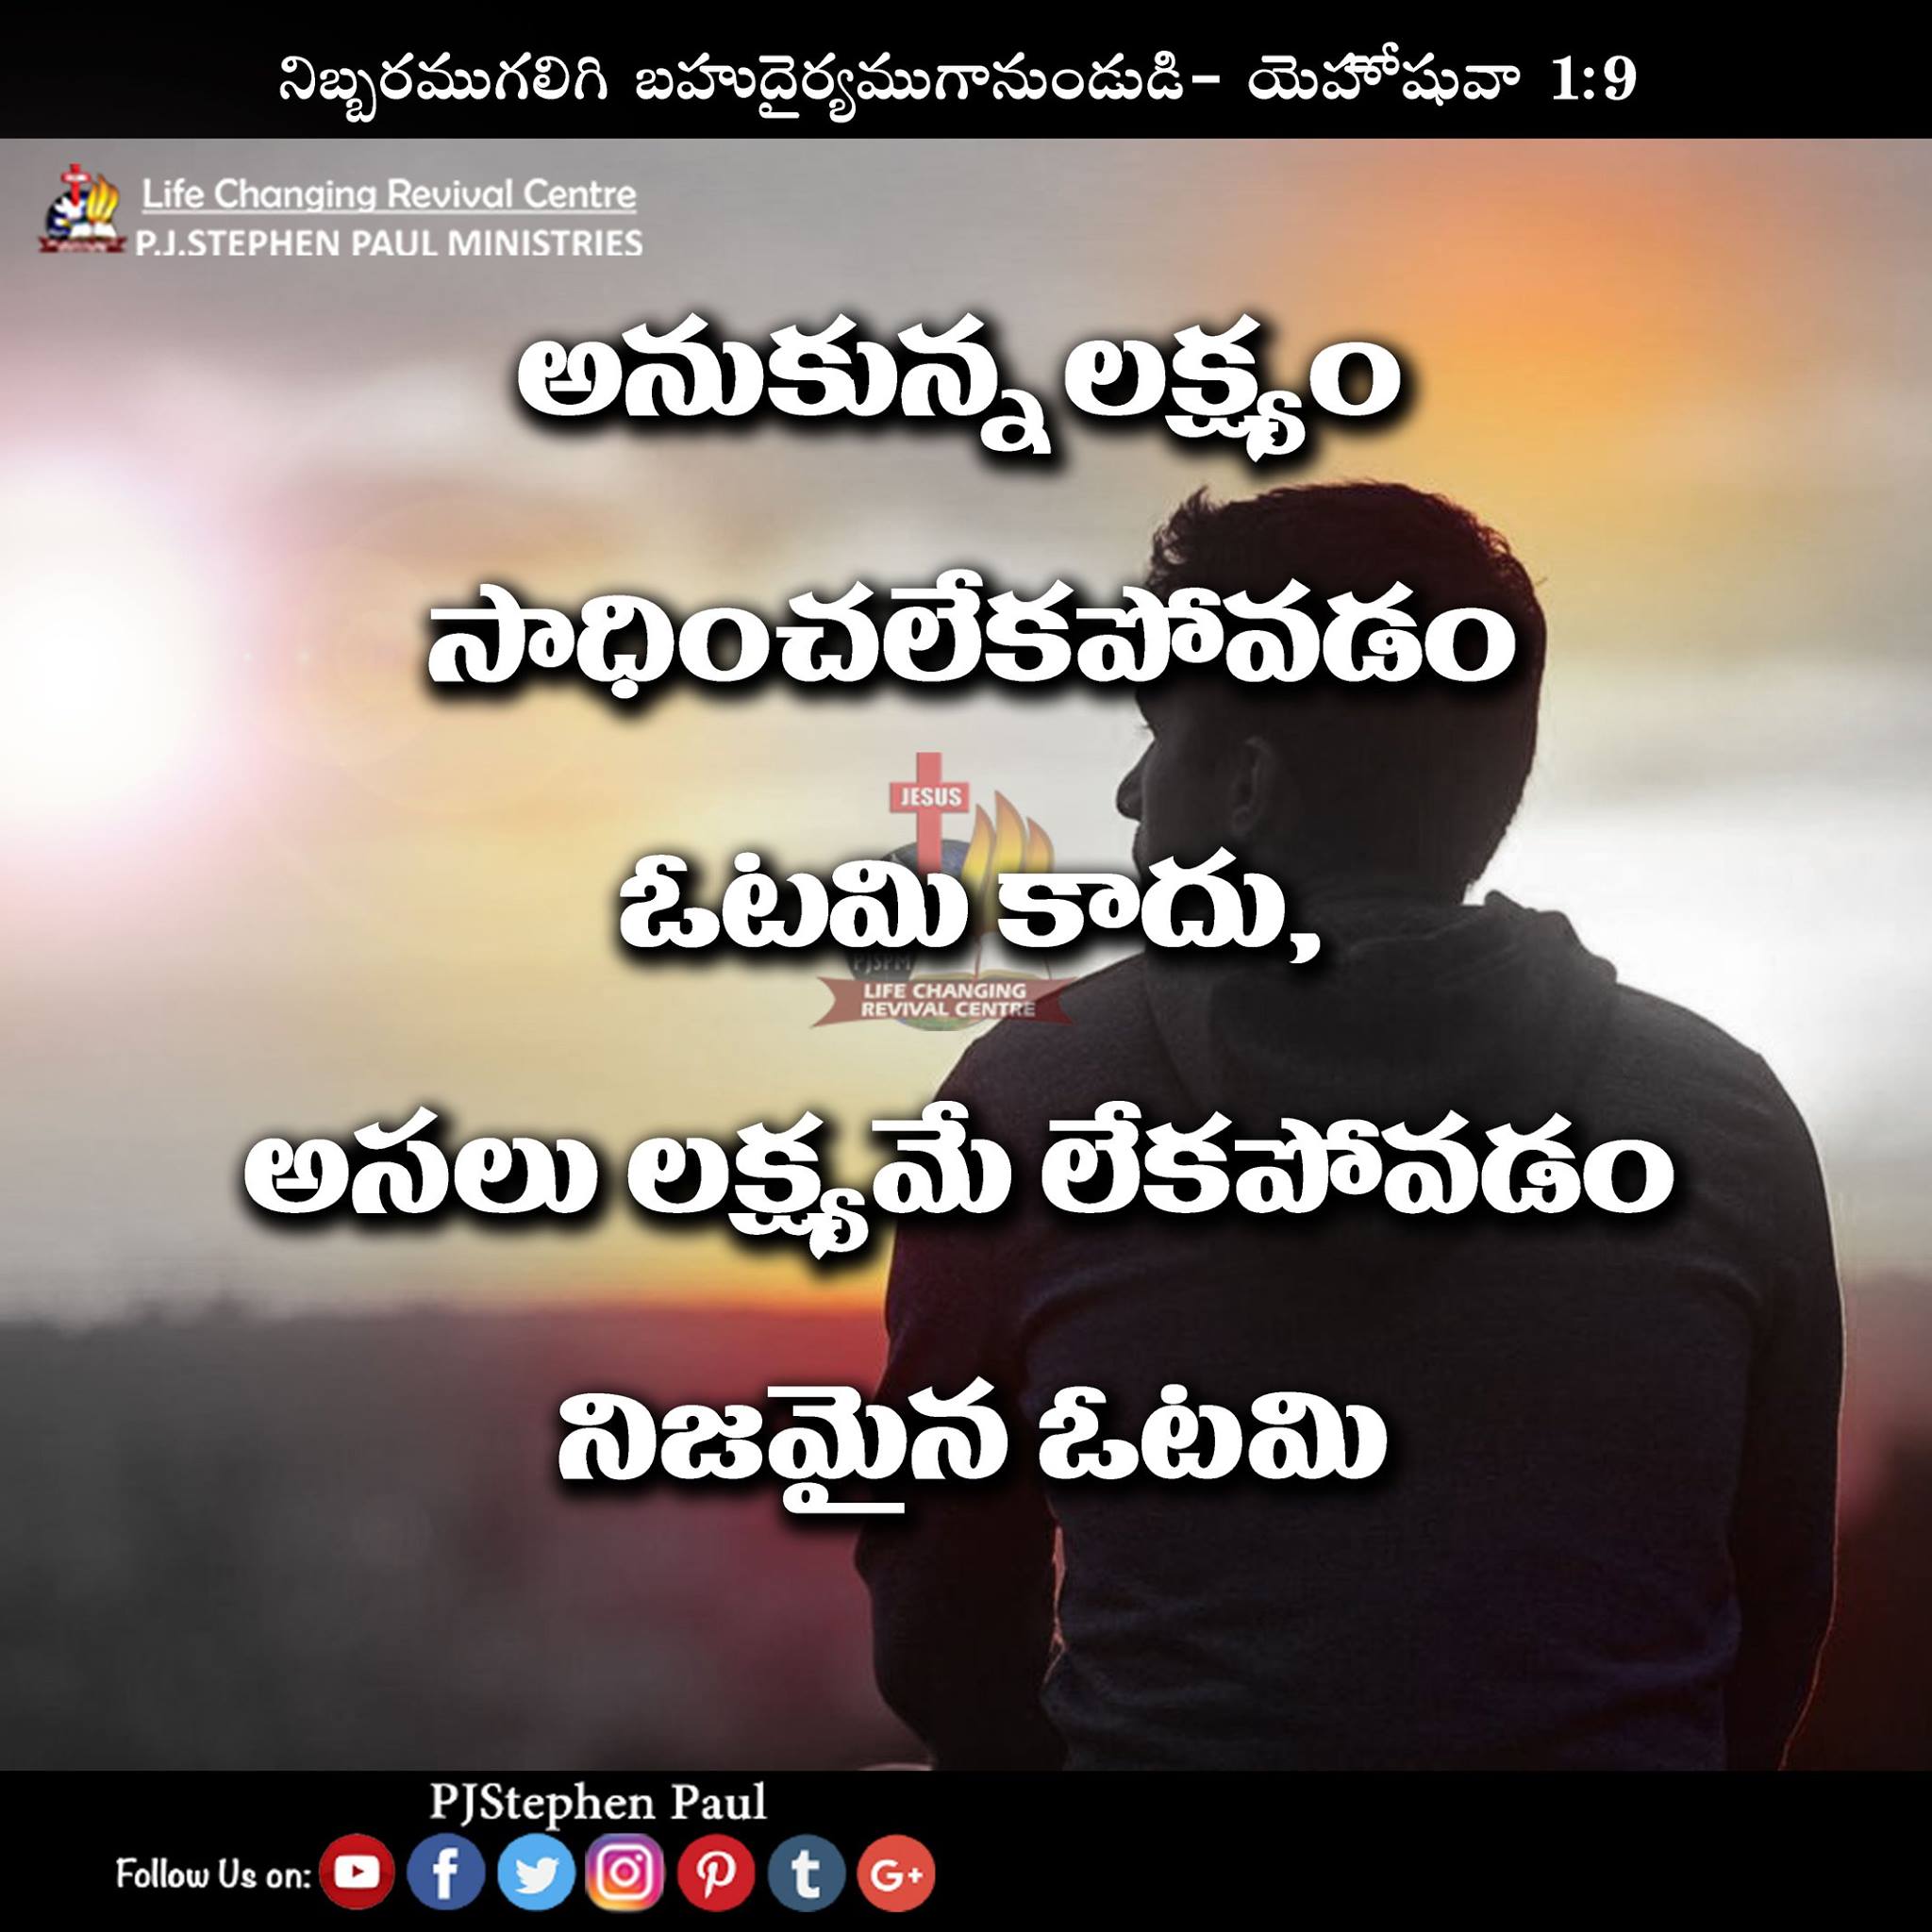 నిబ్బరముగలిగి బహుదైర్యముగానుండుడి- యెహోషువా 1:9
Life Changing Revival Centre
P.J.STEPHEN PAUL MINISTRIES
అనుకున్న లక్ష్యం
సాధించలేకపోవడం
JESUS
ఓటమి కాదు,
PJSPM
LIFE CHANGING
REVIVAL CENTRE
అసలు లక్ష్యమే లేకపోవడం
నిజమైన ఓటమి
PJStephen Paul
Follow Us on: